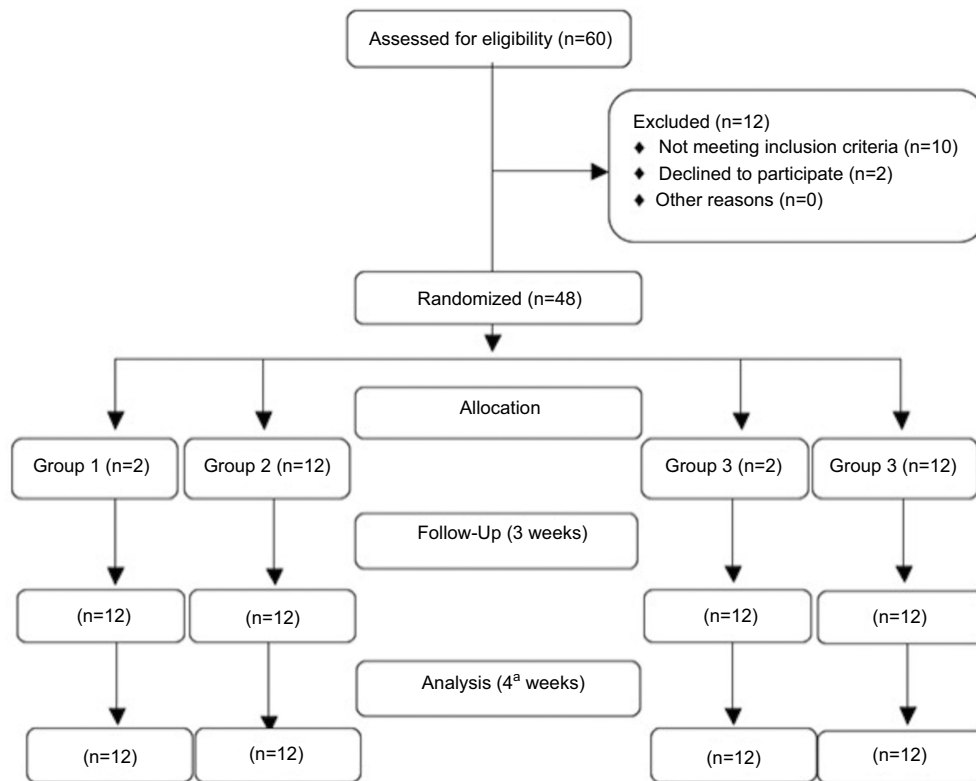 Assessed for eligibility (n=60)
Excluded (n=12)
♦ Not meeting inclusion criteria (n=10)
♦ Declined to participate (n=2)
♦ Other reasons (n=0)
Randomized (n=48)
Allocation
Group 1 (n=2)
Group 2 (n=12)
Group 3 (n=2)
Group 3 (n=12)
Follow-Up (3 weeks)
(n=12)
(n=12)
(n=12)
(n=12)
Analysis (4ª weeks)
(n=12)
(n=12)
(n=12)
(n=12)